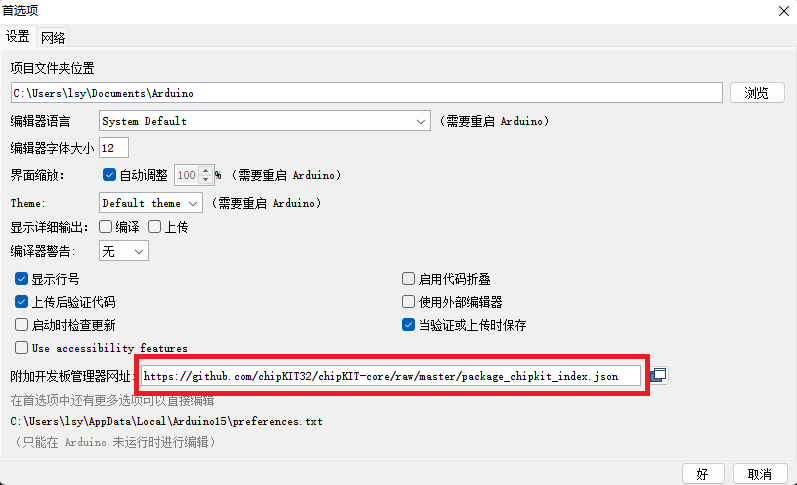 首选项
设置 网络
项目文件夹位置
C:\Users\lsy\Documents\Arduino 浏览
编辑器语言 System Default （需要重启 Arduino）
编辑器字体大小 12
界面缩放： 自动调整 100 % （需要重启 Arduino）
Theme: Default theme （需要重启 Arduino）
显示详细输出： 编译 上传
编译器警告: 无
显示行号 启用代码折叠
上传后验证代码 使用外部编辑器
启动时检查更新 当验证或上传时保存
Use accessibility features
附加开发板管理器网址: https://github.com/chipKIT32/chipKIT-core/raw/master/package_chipkit_index.json
在首选项中还有更多选项可以直接编辑
C:\Users\lsy\AppData\Local\Arduino15\preferences.txt
（只能在 Arduino 未运行时进行编辑）
好 取消